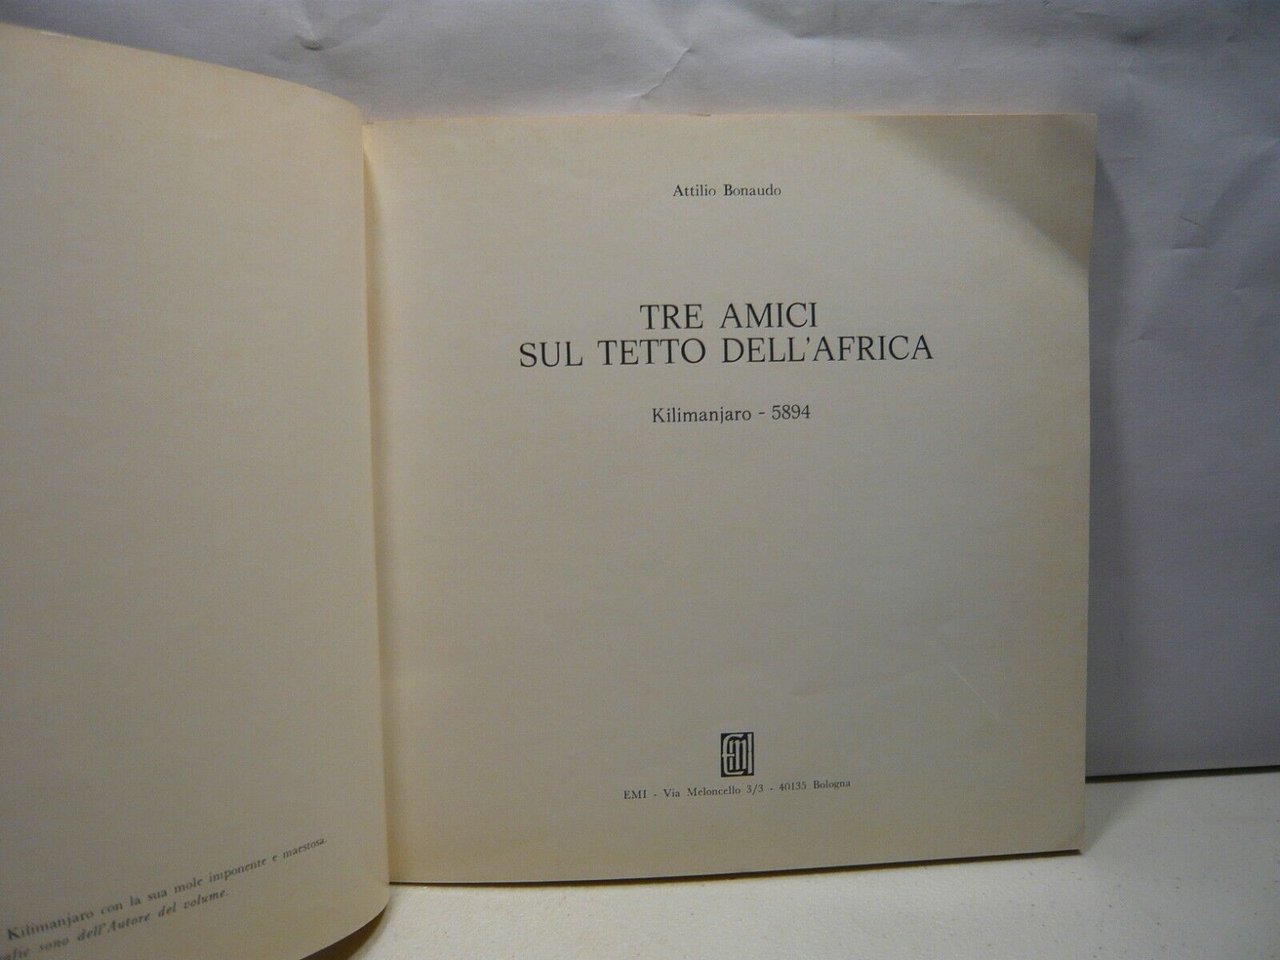 Kilimanjaro con la sua mole imponente e maestosa.
sono dell'Autore del volume.
Attilio Bonaudo
TRE AMICI
SUL TETTO DELL'AFRICA
Kilimanjaro - 5894
EMI
EMI - Via Meloncello 3/3 - 40135 Bologna